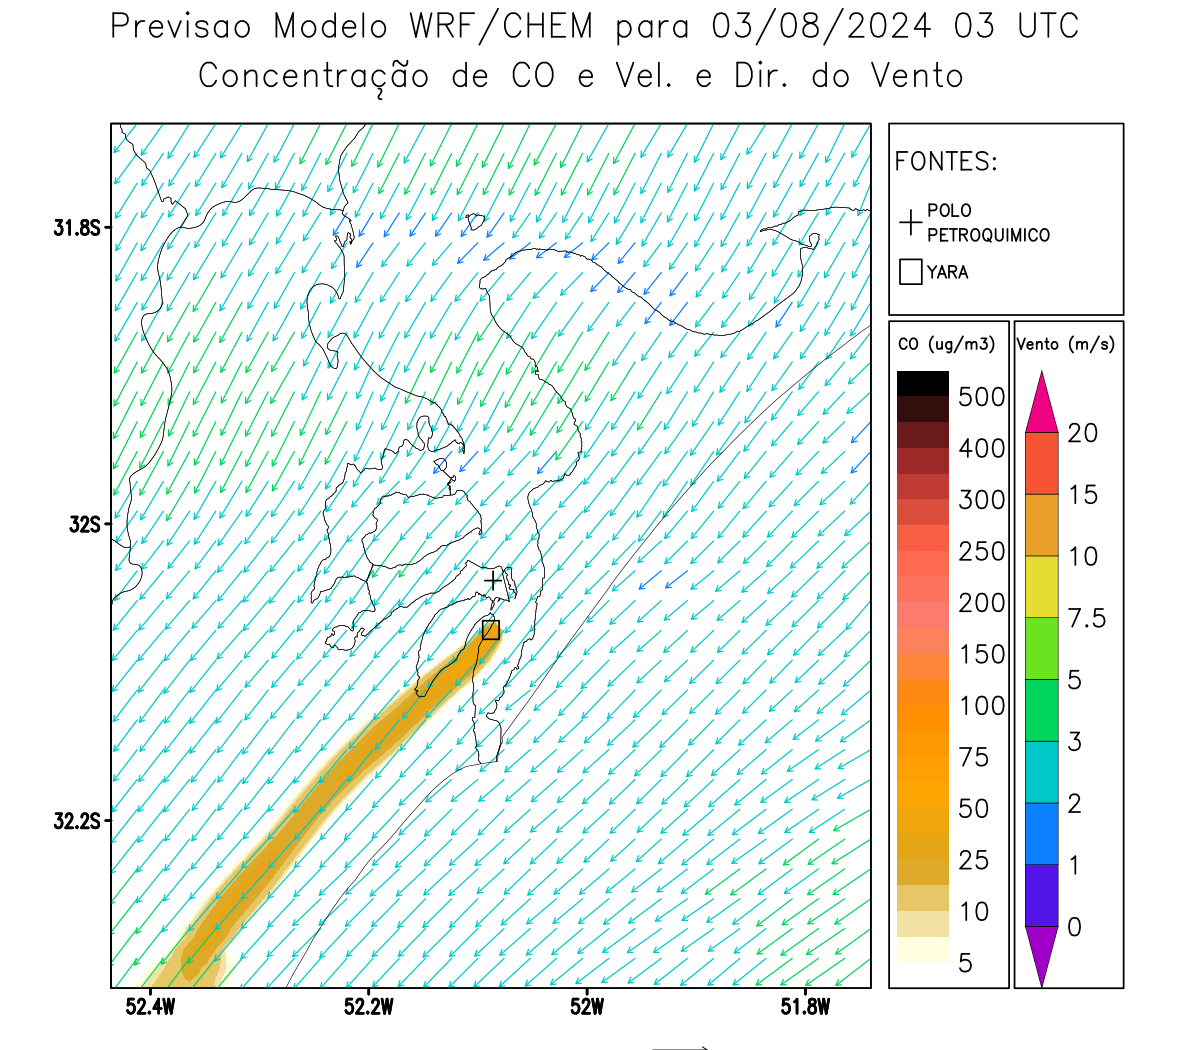 Previsao Modelo WRF/CHEM para 03/08/2024 03 UTC
Concentração de CO e Vel. e Dir. do Vento
FONTES:
POLO
PETROQUIMICO
YARA
31.8S
32S
32.2S
52.4W
52.2W
52W
51.8W
CO (ug/m3)
500
400
300
250
200
150
100
75
50
25
10
5
Vento (m/s)
20
15
10
7.5
5
3
2
1
0